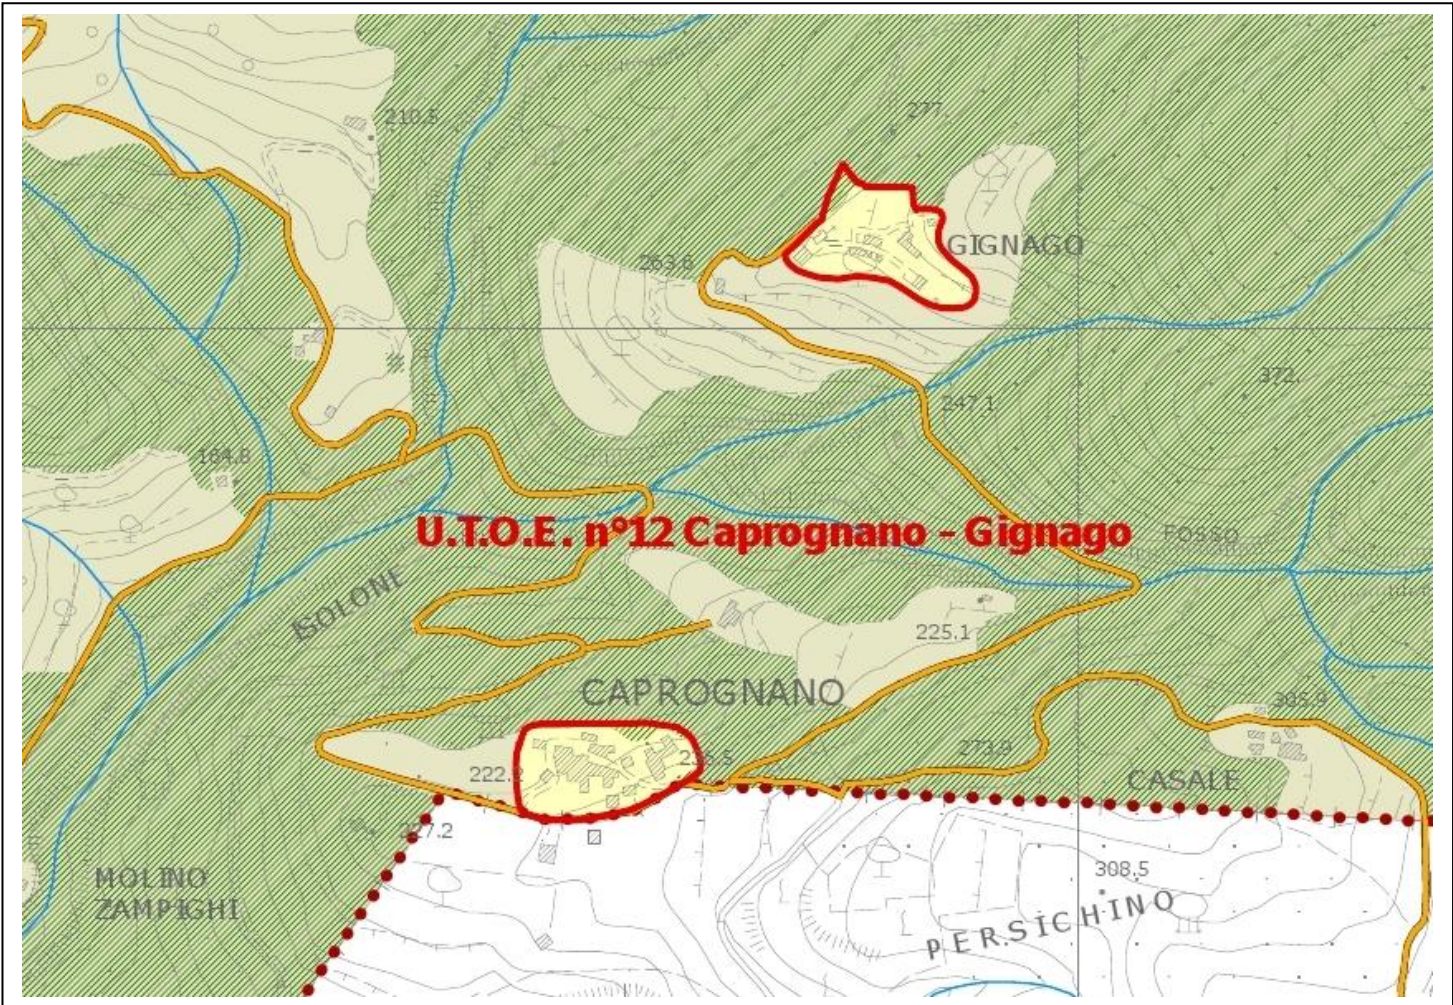 277.
210.5
GIGNAGO
263.6
372.
247.1
164.8
U.T.O.E. n°12 Caprognano - Gignago
FOSSO
ISOLONE
225.1
CAPROGNANO
305.9
273.9
222.2
CASALE
227.2
308.5
MOLINO
ZAMPIGHI
PERSICHINO